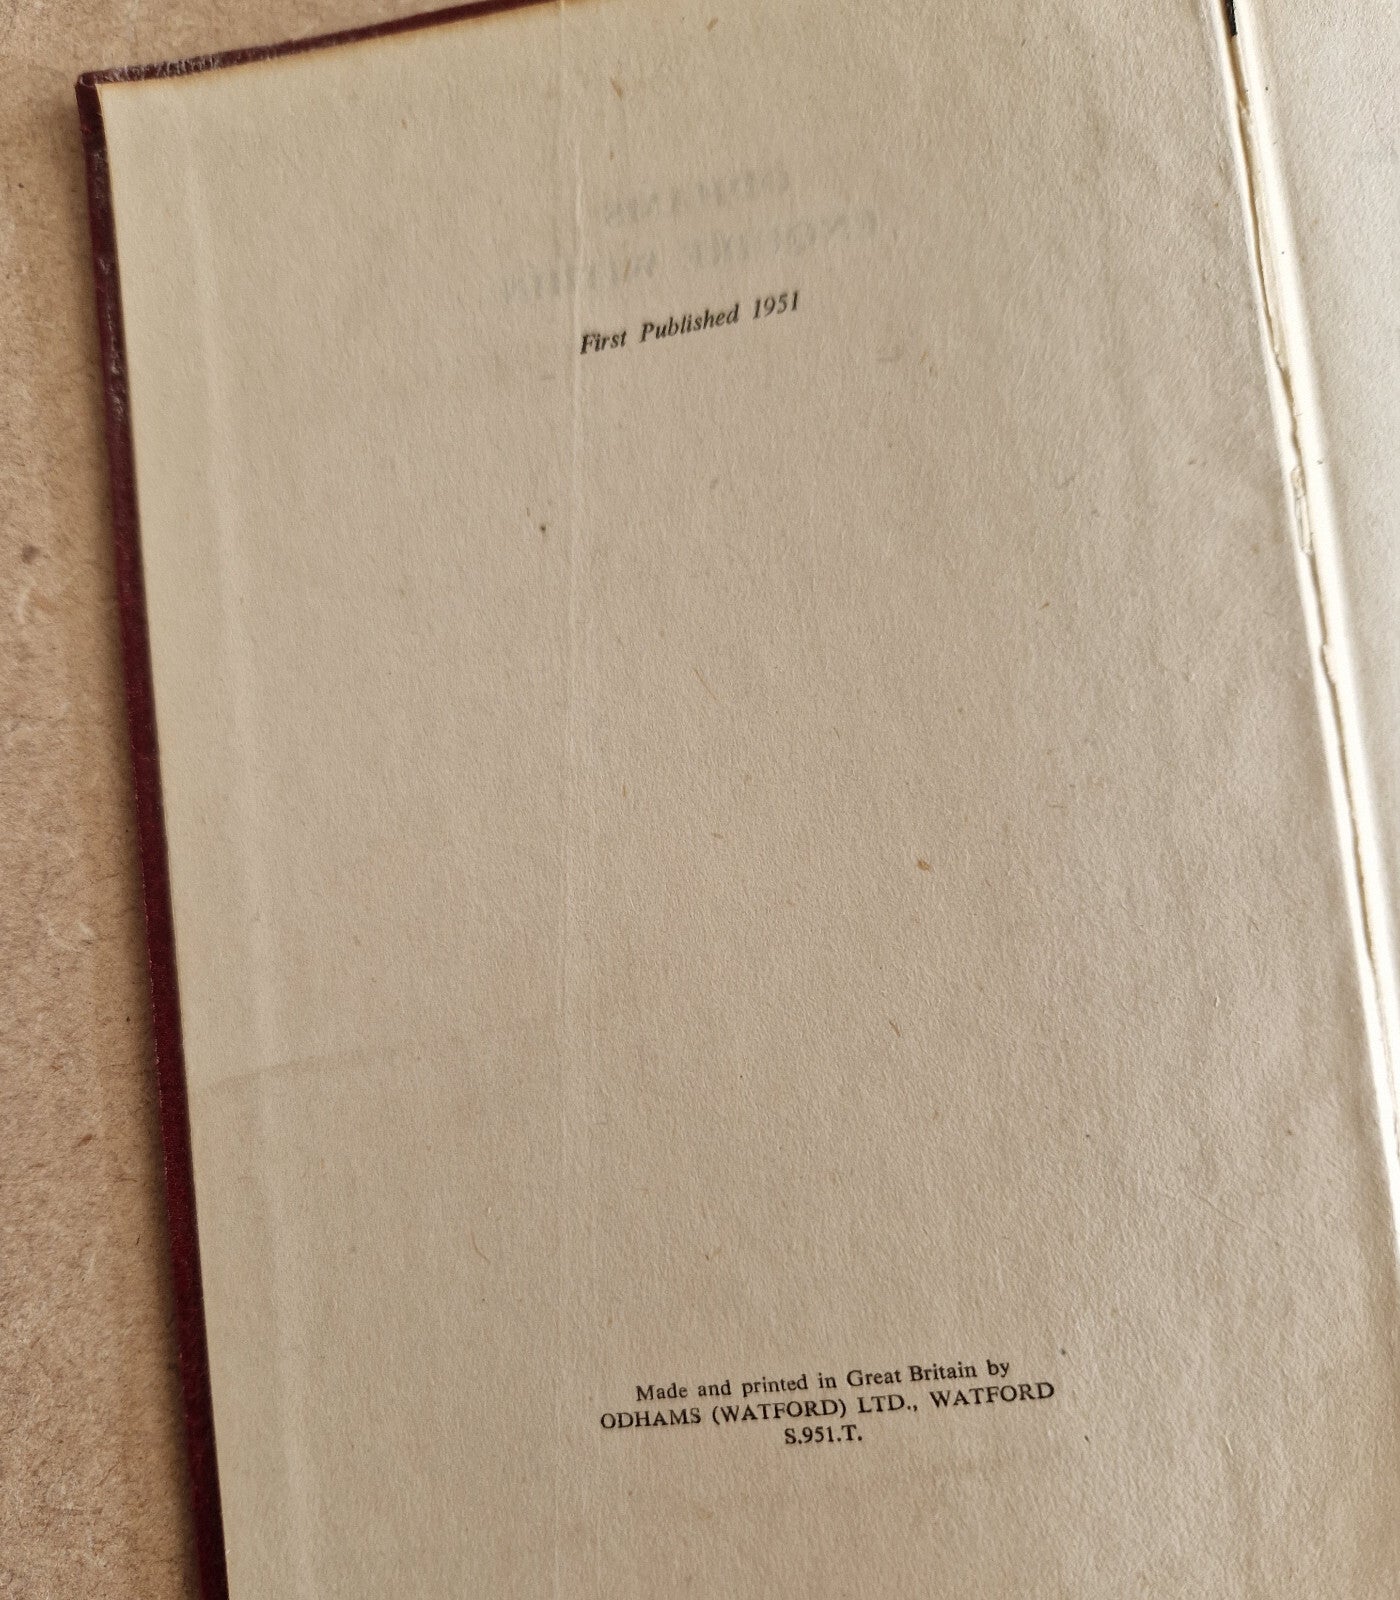 First Published 1951
Made and printed in Great Britain by
ODHAMS (WATFORD) LTD., WATFORD
S.951.T.